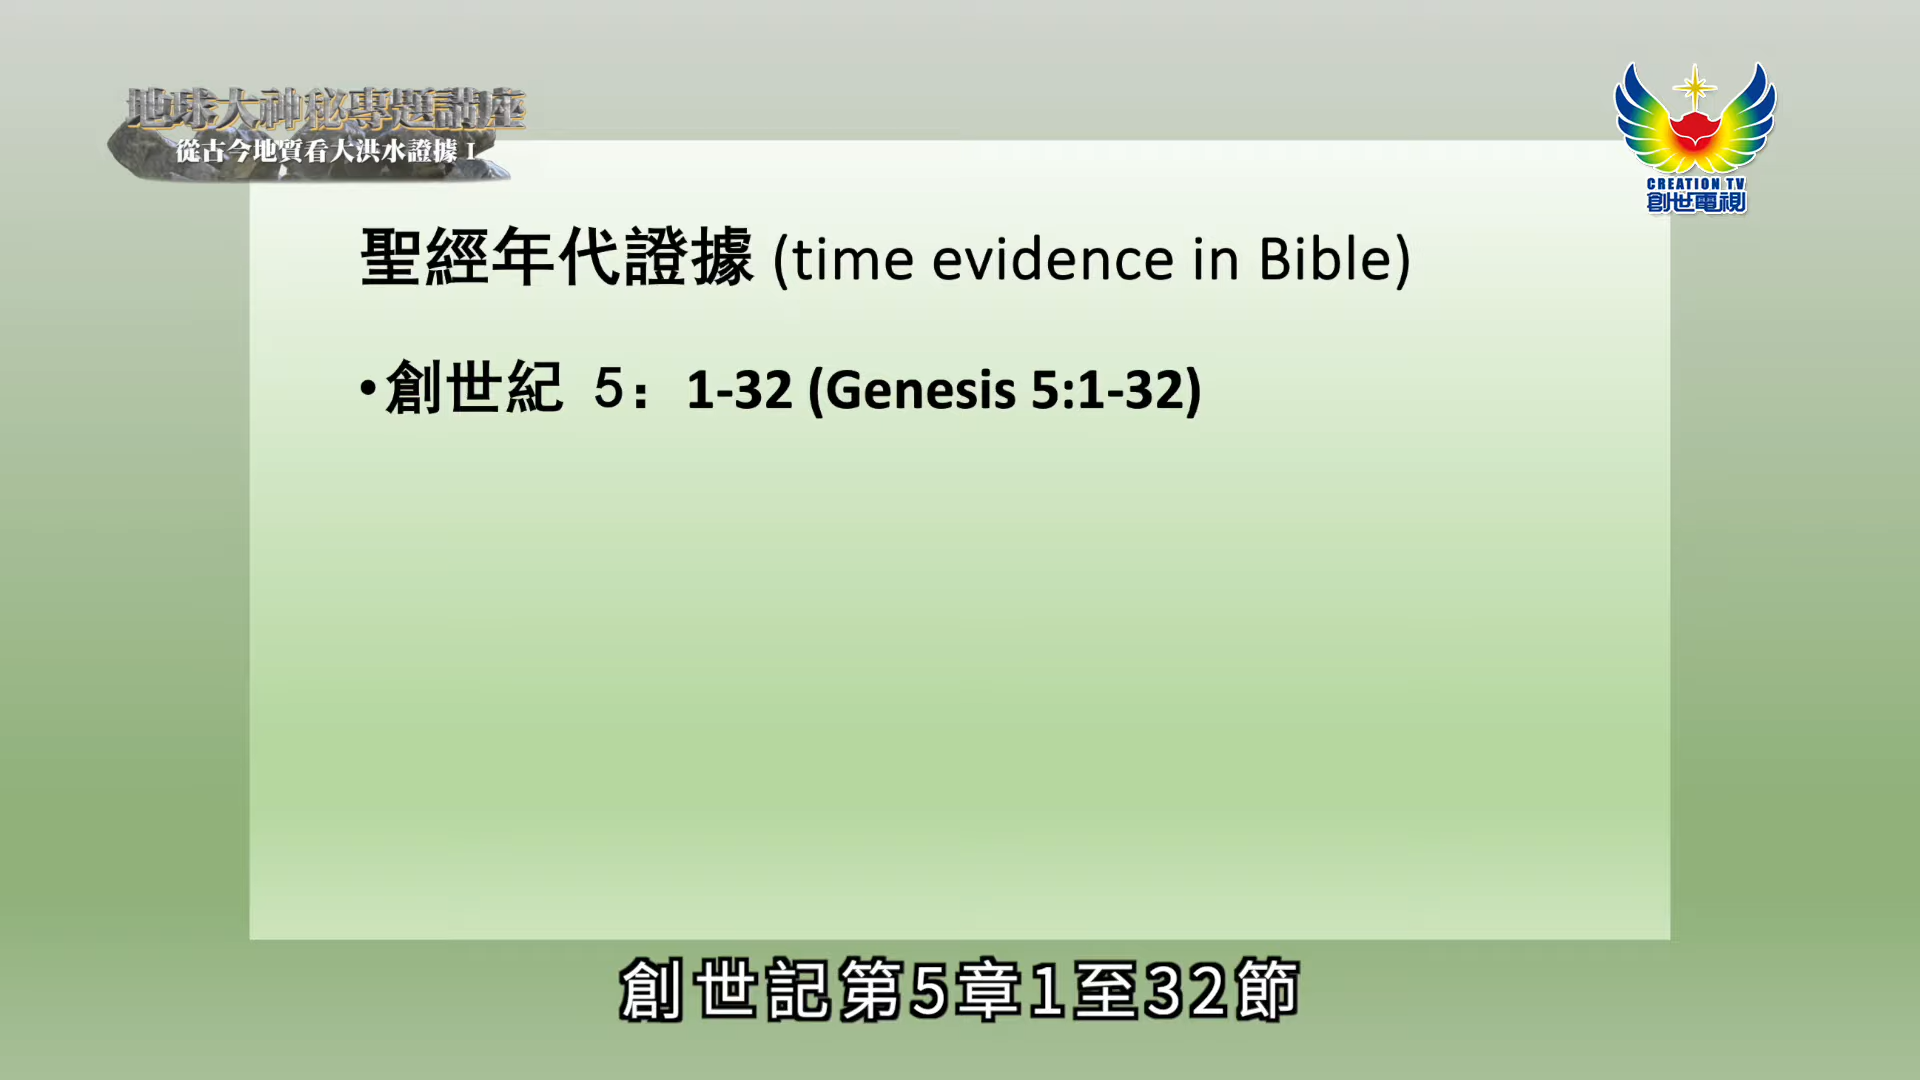 地球大神秘專題講座
從古今地質看大洪水證據 I
CREATION TV
創世電視
聖經年代證據 (time evidence in Bible)
•創世紀 5：1-32 (Genesis 5:1-32)
創世記第5章1至32節